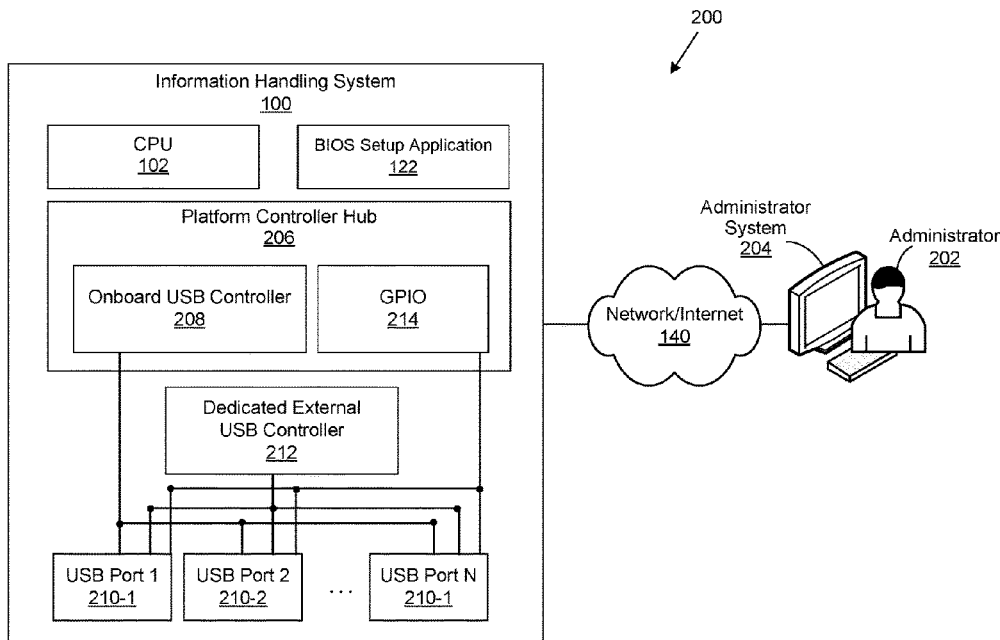 200
Information Handling System
100
CPU
102
BIOS Setup Application
122
Platform Controller Hub
206
Onboard USB Controller
208
GPIO
214
Dedicated External
USB Controller
212
USB Port 1
210-1
USB Port 2
210-2
...
USB Port N
210-1
Network/Internet
140
Administrator
System
204
Administrator
202